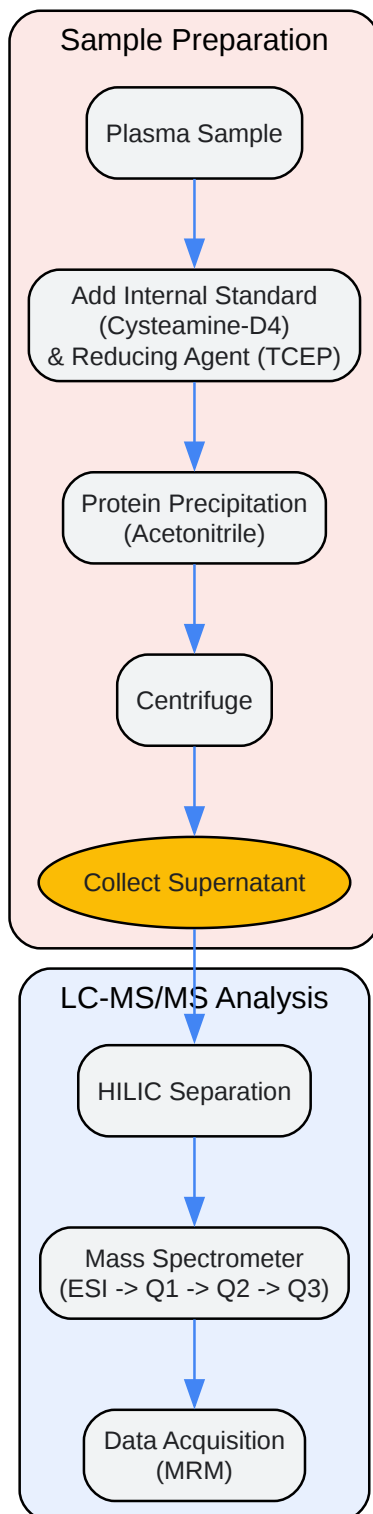 Sample Preparation
Plasma Sample
Add Internal Standard
(Cysteamine-D4)
& Reducing Agent (TCEP)
Protein Precipitation
(Acetonitrile)
Centrifuge
Collect Supernatant
LC-MS/MS Analysis
HILIC Separation
Mass Spectrometer
(ESI -> Q1 -> Q2 -> Q3)
Data Acquisition
(MRM)